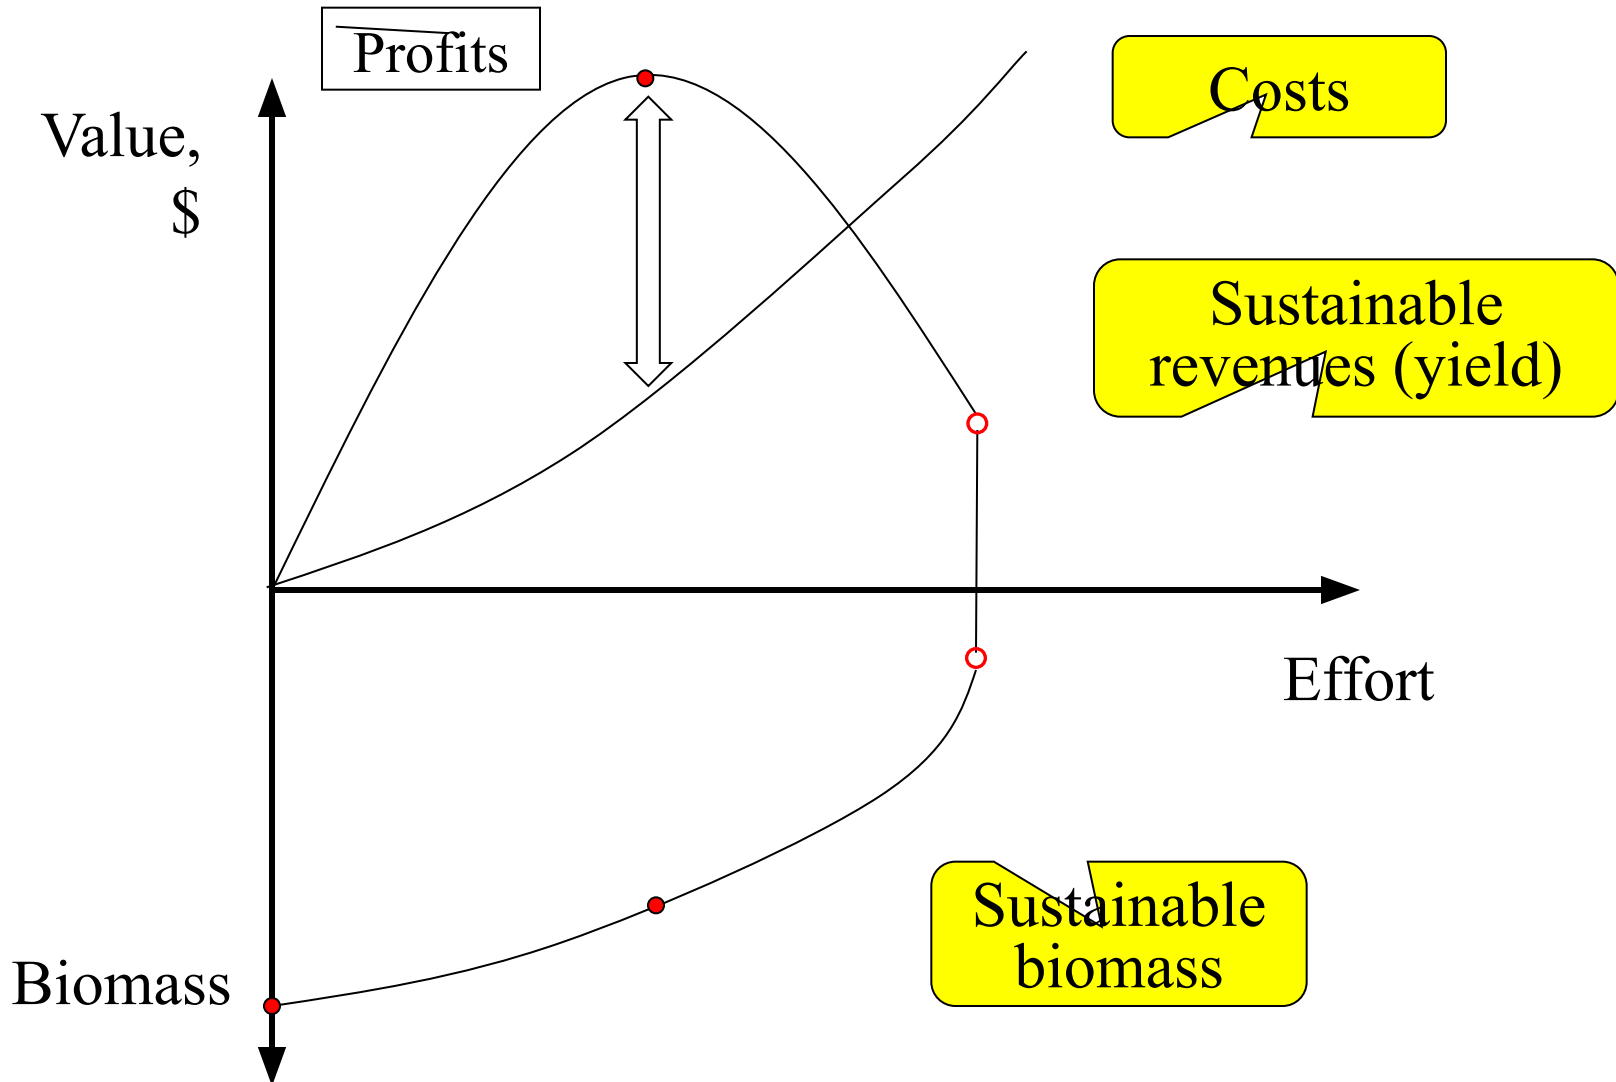 Profits
Value,
$
Costs
Sustainable
revenues (yield)
Effort
Sustainable
biomass
Biomass